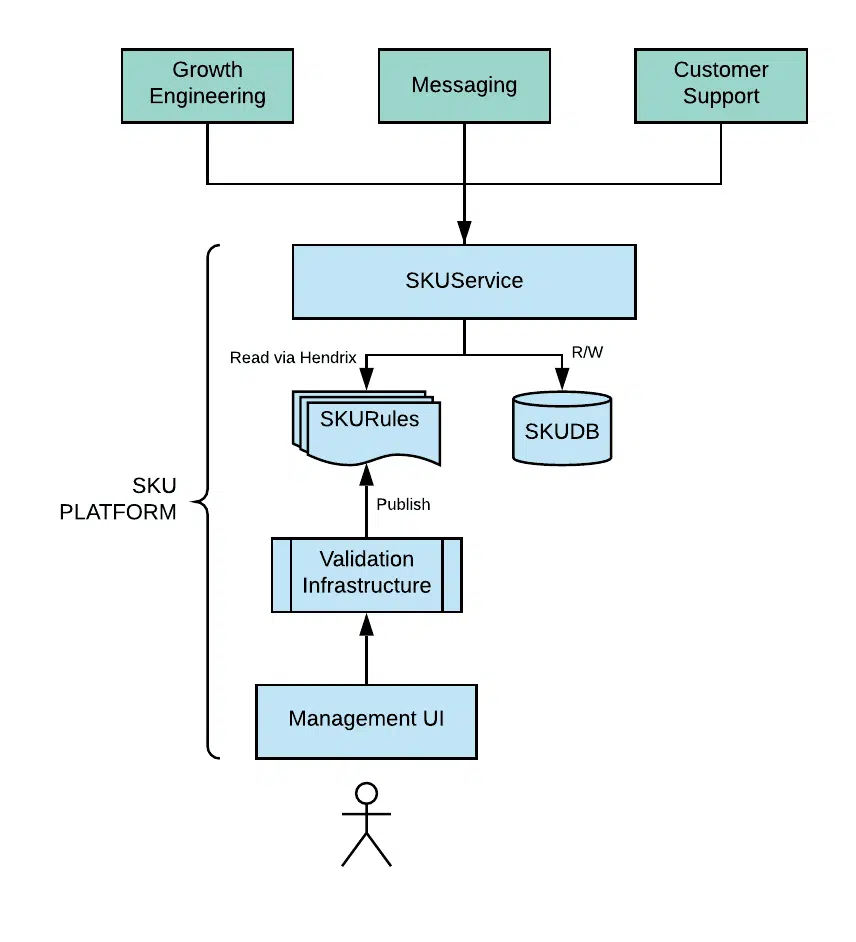 Growth
Engineering
Messaging
Customer
Support
SKUService
Read via Hendrix
R/W
SKURules
SKUDB
SKU
PLATFORM
Publish
Validation
Infrastructure
Management UI